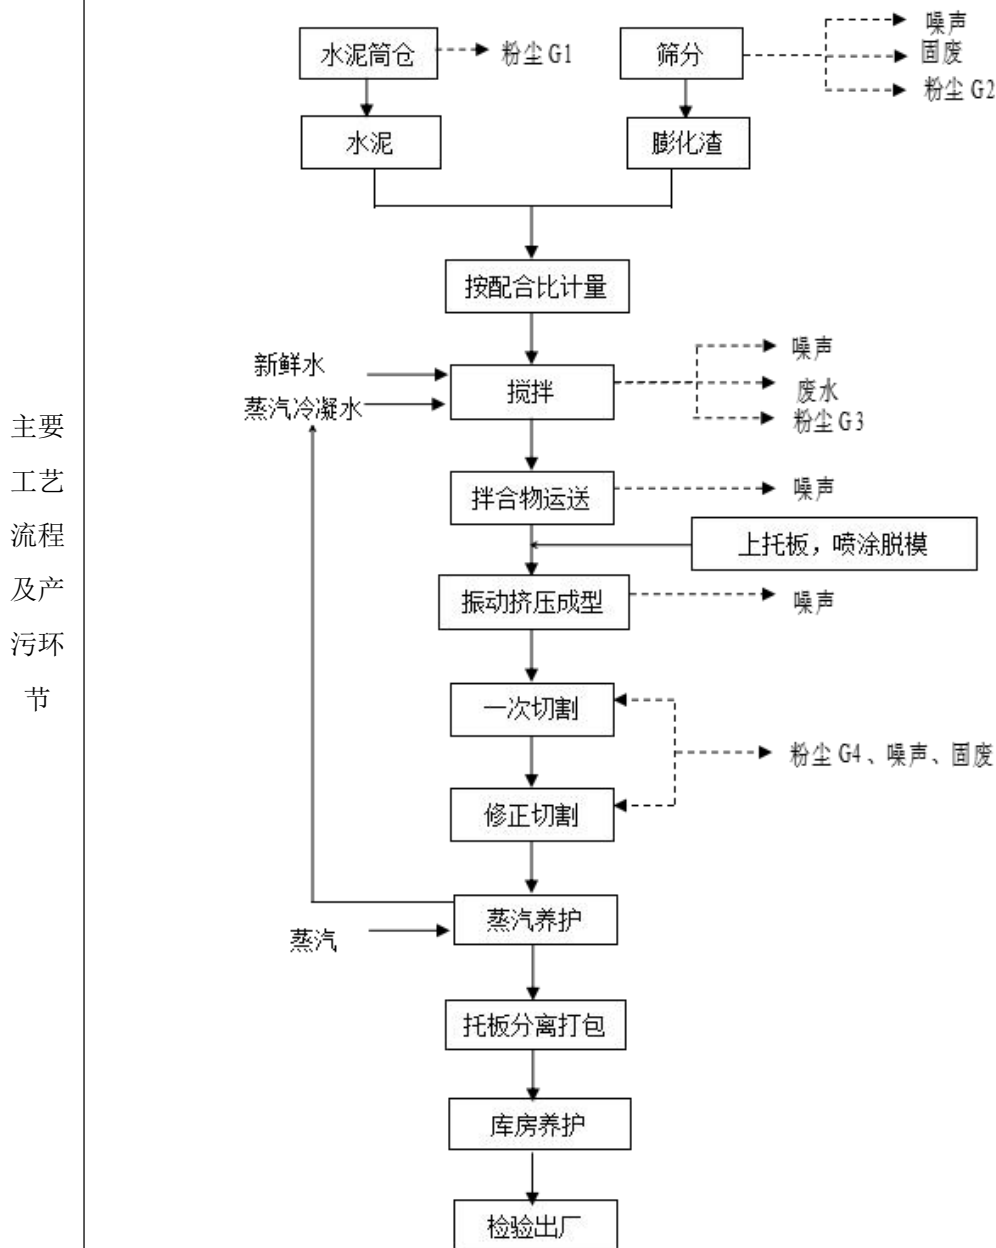 主要
工艺
流程
及产
污环
节
水泥筒仓
粉尘 G1
筛分
噪声
固废
粉尘 G2
水泥
膨化渣
按配合比计量
新鲜水
蒸汽冷凝水
搅拌
噪声
废水
粉尘 G3
拌合物运送
噪声
上托板，喷涂脱模
振动挤压成型
噪声
一次切割
粉尘 G4、噪声、固废
修正切割
蒸汽养护
蒸汽
托板分离打包
库房养护
检验出厂